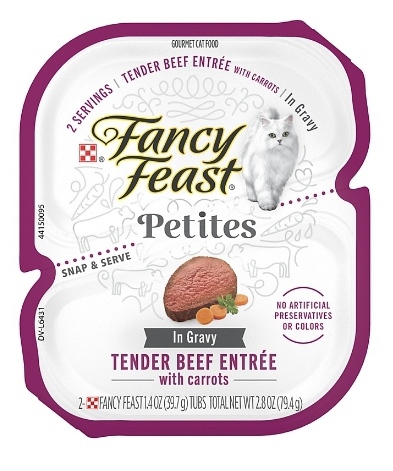 GOURMET CAT FOOD
2 SERVINGS | TENDER BEEF ENTRÉE WITH CARROTS | In Gravy
Fancy
Feast®
Petites
44150095
SNAP & SERVE
DV-L6431
NO ARTIFICIAL
PRESERVATIVES
OR COLORS
In Gravy
TENDER BEEF ENTRÉE
with carrots
2- FANCY FEAST 1.4 OZ (39.7 g) TUBS TOTAL NET WT 2.8 OZ (79.4 g)